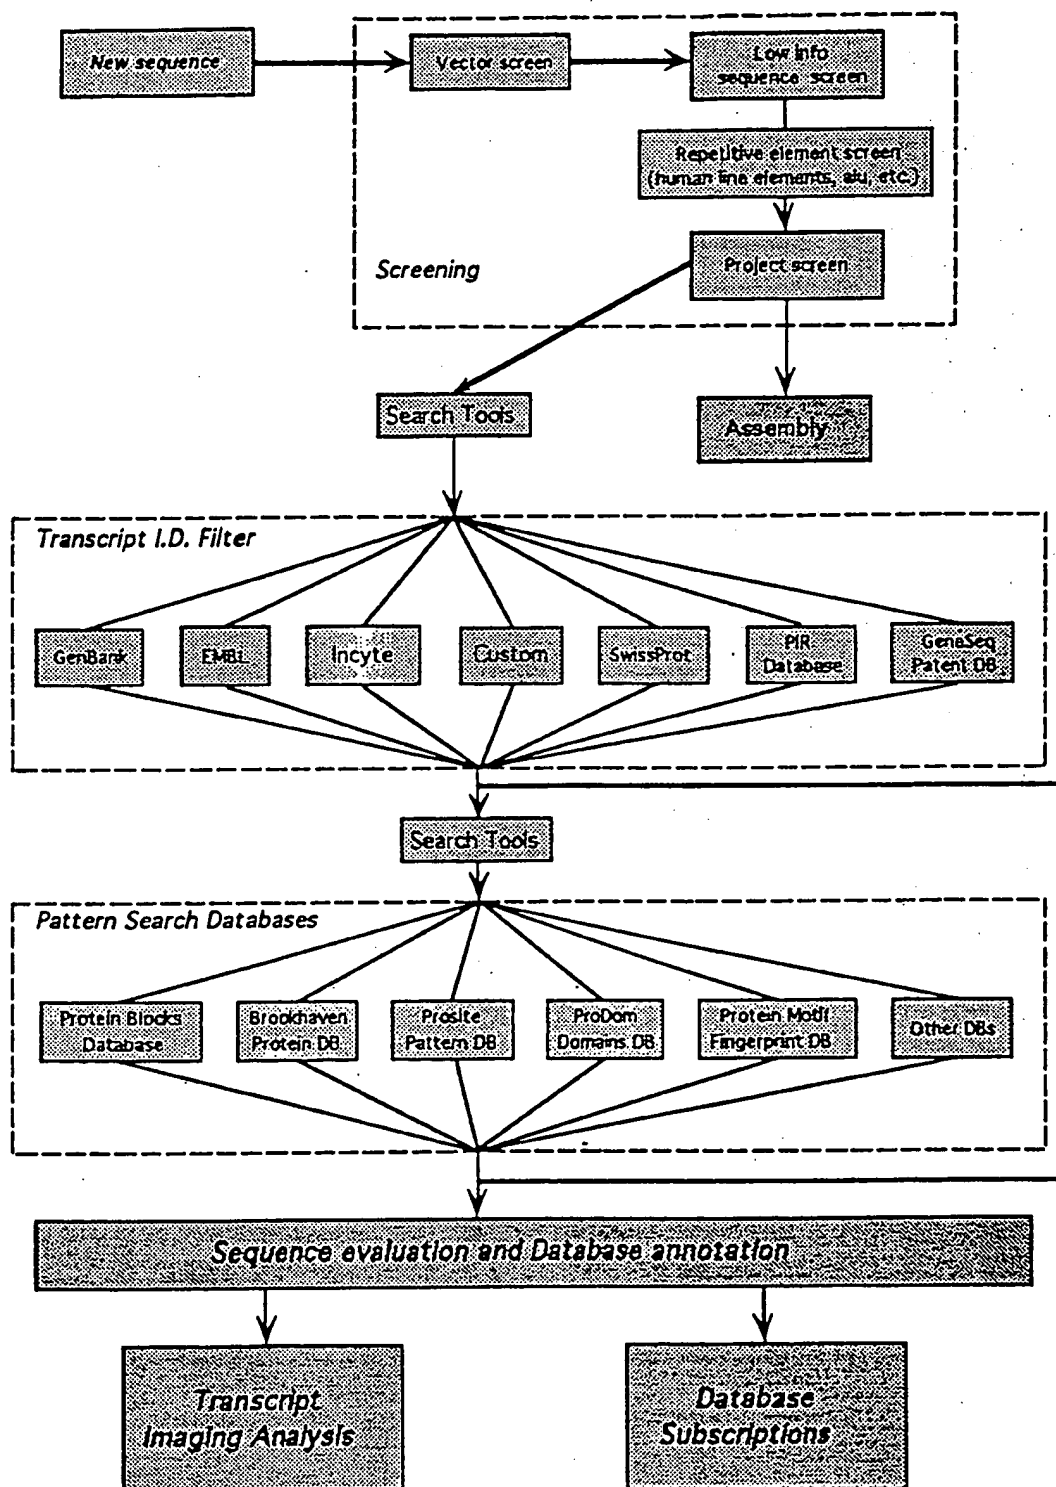 New sequence
Vector screen
Low info
sequence screen
Repetitive element screen
(human line elements, alu, etc.)
Project screen
Screening
Search Tools
Assembly
Transcript I.D. Filter
GenBank
EMBL
Incyte
Custom
SwissProt
PIR
Database
GeneSeq
Patent DB
Search Tools
Pattern Search Databases
Protein Blocks
Database
Brookhaven
Protein DB
Prosite
Pattern DB
ProDom
Domains DB
Protein Motif
Fingerprint DB
Other DBs
Sequence evaluation and Database annotation
Transcript
Imaging Analysis
Database
Subscriptions